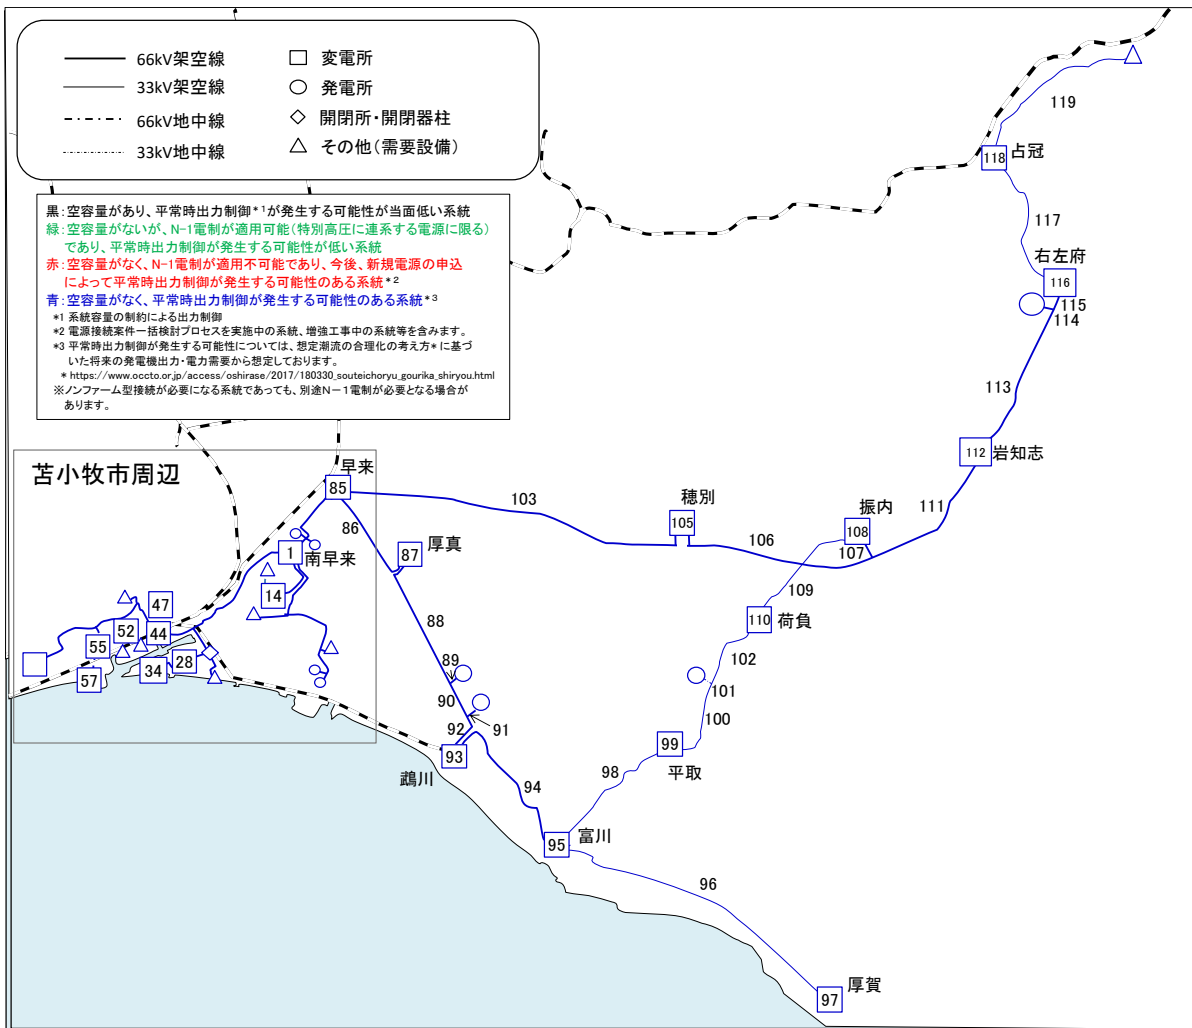 66kV架空線
変電所
33kV架空線
発電所
66kV地中線
開閉所・開閉器柱
33kV地中線
その他(需要設備)
黒:空容量があり、平常時出力制御*1が発生する可能性が当面低い系統
緑:空容量がないが、N-1電制が適用可能(特別高圧に連系する電源に限る)
であり、平常時出力制御が発生する可能性が低い系統
赤:空容量がなく、N-1電制が適用不可能であり、今後、新規電源の申込
によって平常時出力制御が発生する可能性のある系統*2
青:空容量がなく、平常時出力制御が発生する可能性のある系統*3
*1 系統容量の制約による出力制御
*2 電源接続案件一括検討プロセスを実施中の系統、増強工事中の系統等を含みます。
*3 平常時出力制御が発生する可能性については、想定潮流の合理化の考え方* に基づ
いた将来の発電機出力・電力需要から想定しております。
* https://www.occto.or.jp/access/oshirase/2017/180330_souteichoryu_gourika_shiryou.html
※ノンファーム型接続が必要になる系統であっても、別途N-1電制が必要となる場合が
あります。
119
118
占冠
117
右左府
116
115
114
113
112
岩知志
111
苫小牧市周辺
早来
85
103
穂別
105
106
振内
108
107
86
厚真
87
1
南早来
14
109
110
荷負
88
47
52
44
55
57
34
28
102
89
101
90
100
91
92
93
鵡川
99
平取
98
94
95
富川
96
97
厚賀